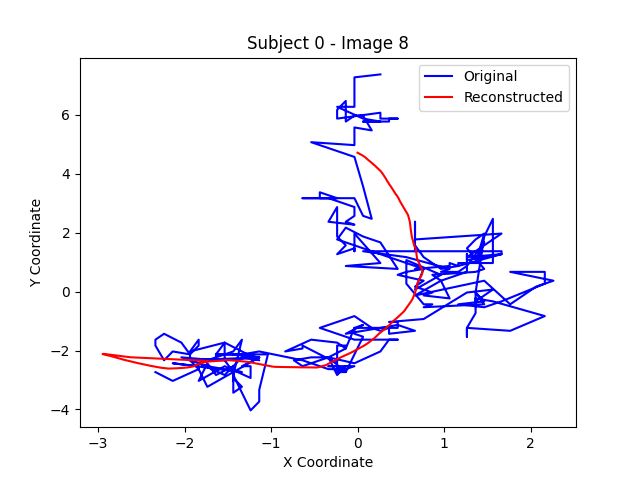 Subject 0 - Image 8
Original
Reconstructed
6
4
2
0
−2
−4
Y Coordinate
−3
−2
−1
0
1
2
X Coordinate